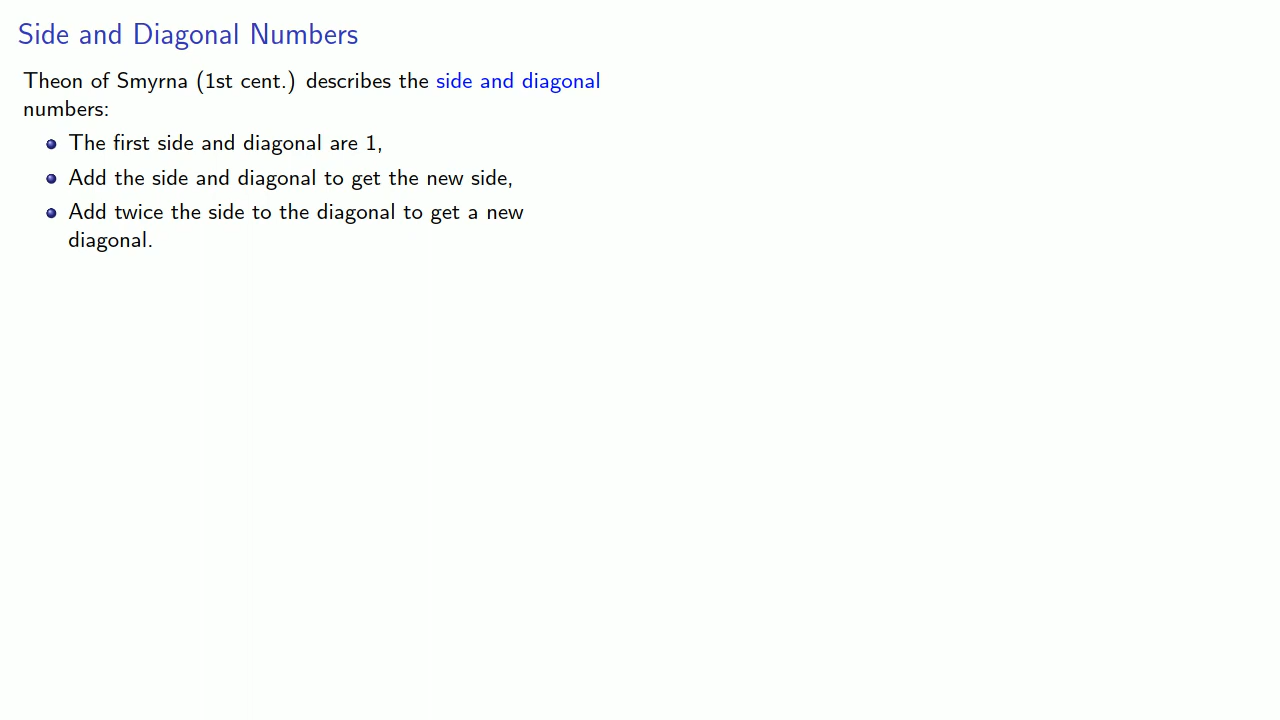 Side and Diagonal Numbers
Theon of Smyrna (1st cent.) describes the side and diagonal
numbers:
The first side and diagonal are 1,
Add the side and diagonal to get the new side,
Add twice the side to the diagonal to get a new
diagonal.